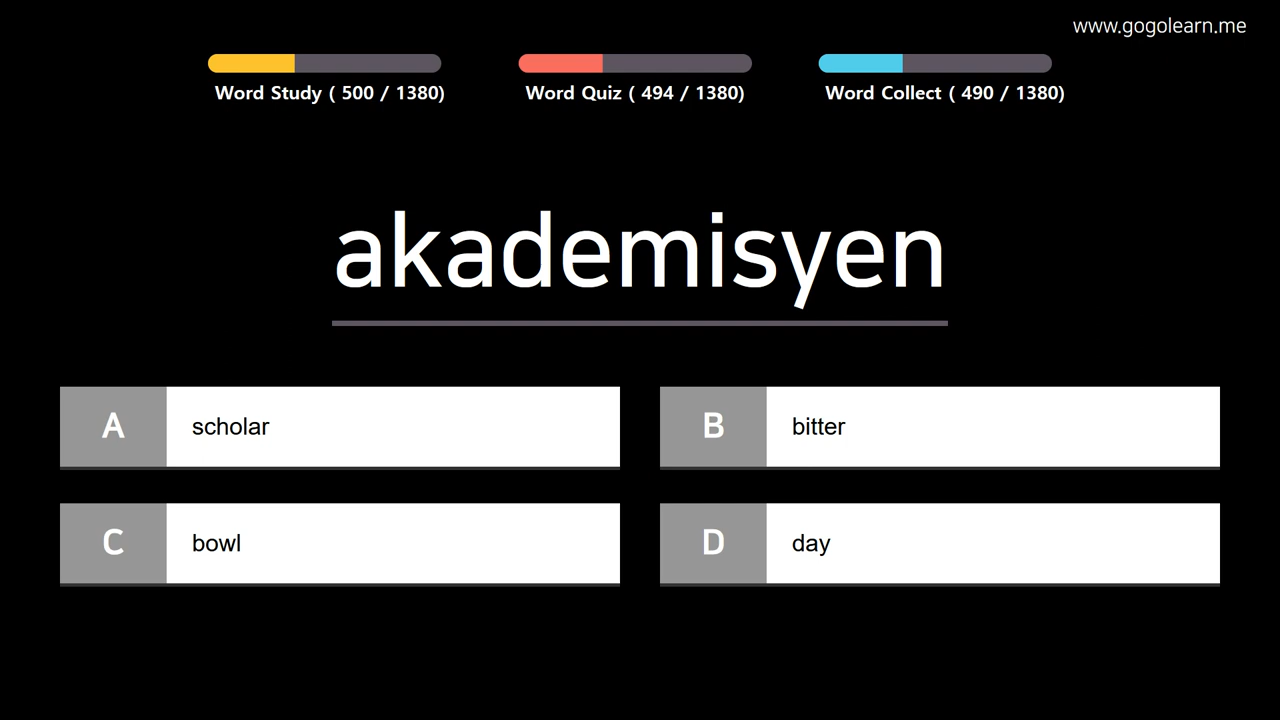 www.gogolearn.me
Word Study ( 500 / 1380)
Word Quiz ( 494 / 1380)
Word Collect ( 490 / 1380)
akademisyen
A scholar
B bitter
C bowl
D day